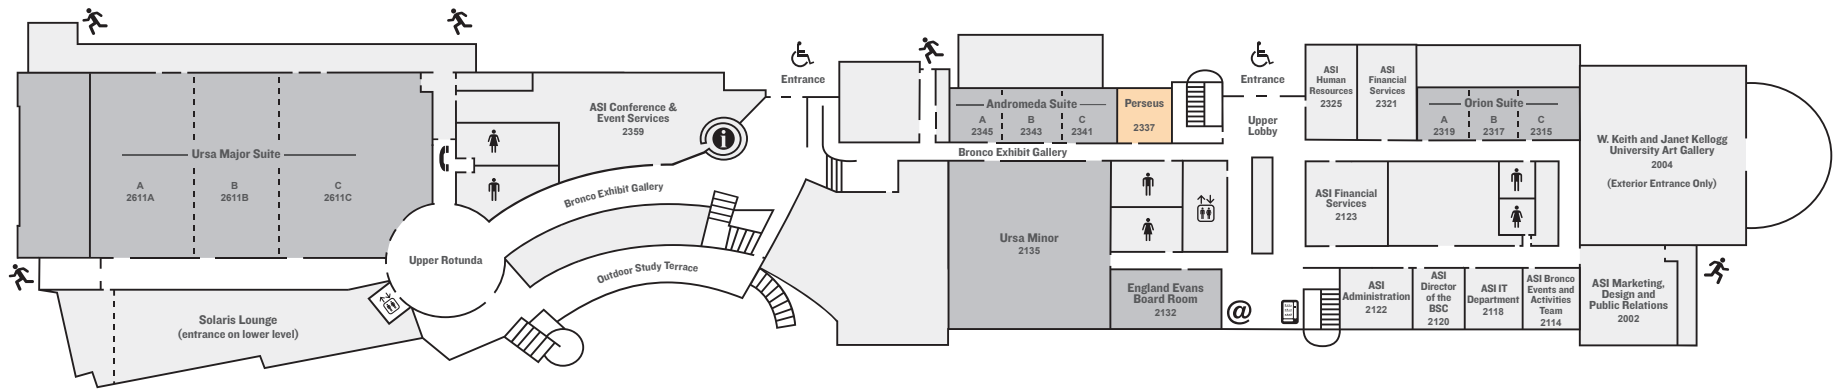 Ursa Major Suite
A
2611A
B
2611B
C
2611C
ASI Conference &
Event Services
2359
i
Bronco Exhibit Gallery
Upper Rotunda
Outdoor Study Terrace
Solaris Lounge
(entrance on lower level)
Entrance
Andromeda Suite
A
2345
B
2343
C
2341
Perseus
2337
Bronco Exhibit Gallery
Ursa Minor
2135
England Evans
Board Room
2132
@
Entrance
Upper
Lobby
ASI
Human
Resources
2325
ASI
Financial
Services
2321
Orion Suite
A
2319
B
2317
C
2315
ASI Financial
Services
2123
ASI
Administration
2122
ASI
Director
of the
BSC
2120
ASI IT
Department
2118
ASI Bronco
Events and
Activities
Team
2114
W. Keith and Janet Kellogg
University Art Gallery
2004
(Exterior Entrance Only)
ASI Marketing,
Design and
Public Relations
2002